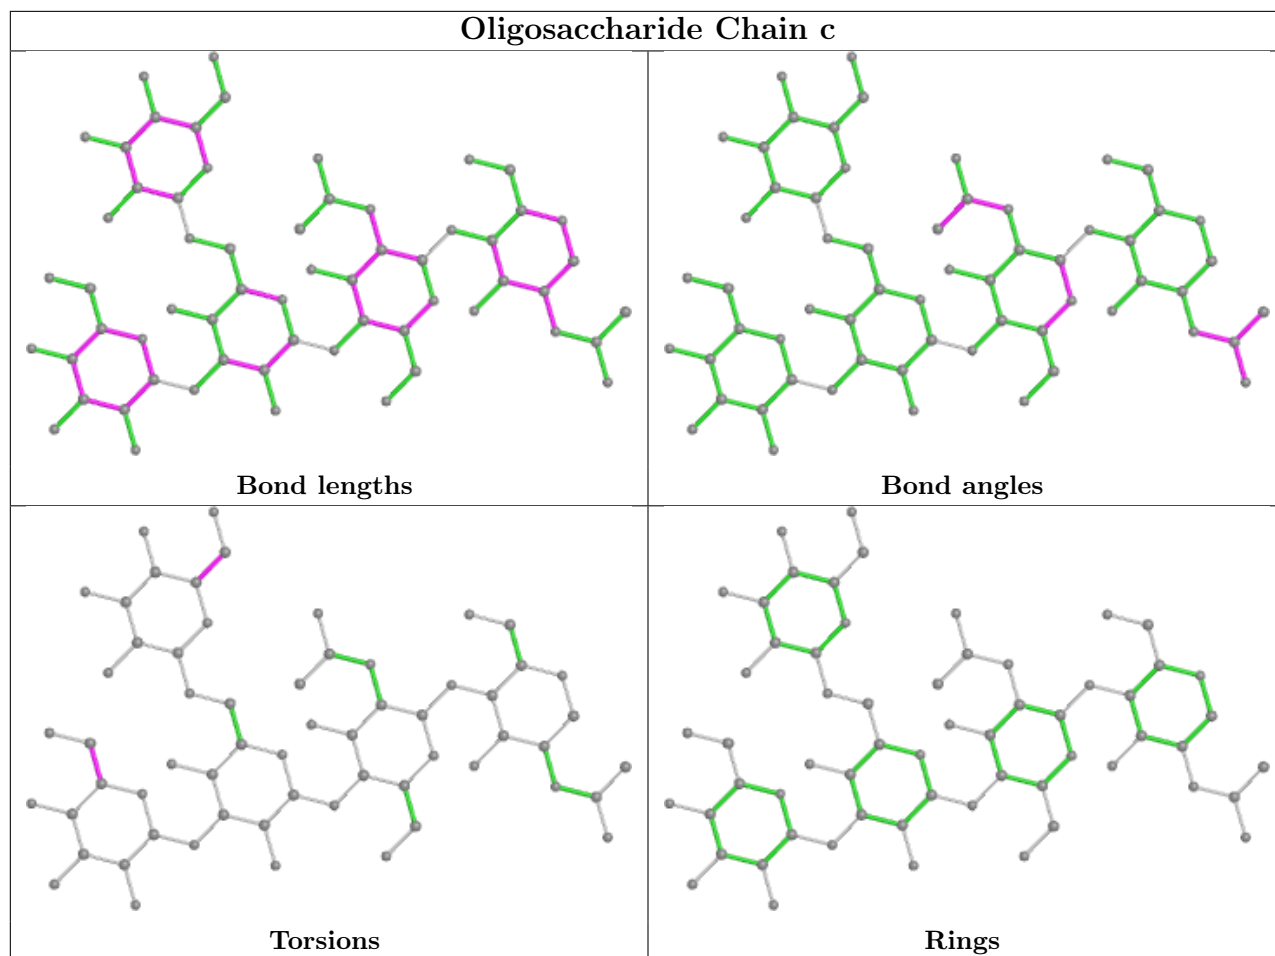 Oligosaccharide Chain c
Bond lengths
Bond angles
Torsions
Rings